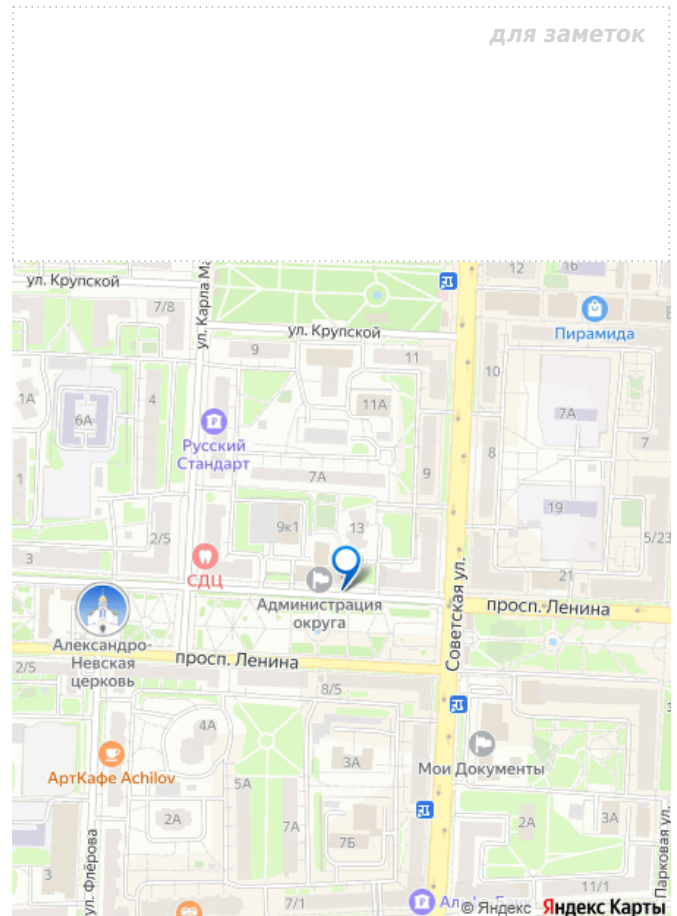 для заметок
12
16
ул. Крупской
7/8
ул. Карла Ма
ул. Крупской
Пирамида
9
11
10
1А
4
11А
7А
6А
Русский
Стандарт
7
8
7А
9
1
19
9к1
13
2/5
5/23
3
СДЦ
21
Администрация
округа
Советская ул.
просп. Ленина
Александро-
Невская
церковь
2/5
просп. Ленина
8/5
4А
Мои Документы
3А
АртКафе Achilov
5А
2А
7А
7Б
2А
3А
Парковая ул.
ул. Флёрова
3
11/1
7/1
© Яндекс Яндекс Карты